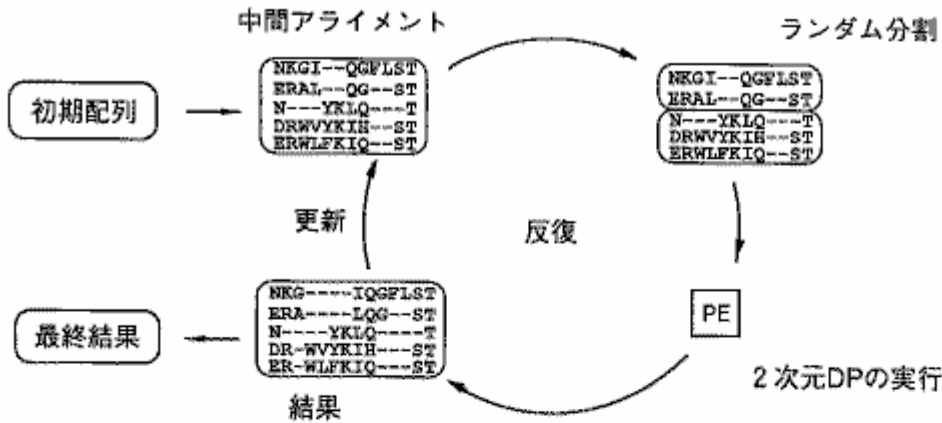 中間アライメント
NKGI--QGFLST
ERAL--QG--ST
N---YKLQ---T
DRWVYKIH--ST
ERWLFKIQ--ST
初期配列
ランダム分割
NKGI--QGFLST
ERAL--QG--ST
N---YKLQ---T
DRWVYKIH--ST
ERWLFKIQ--ST
更新
反復
NKG----IQGFLST
ERA----LQG--ST
N----YKLQ----T
DR-WVYKIH---ST
ER-WLFKIQ---ST
結果
最終結果
PE
2次元DPの実行